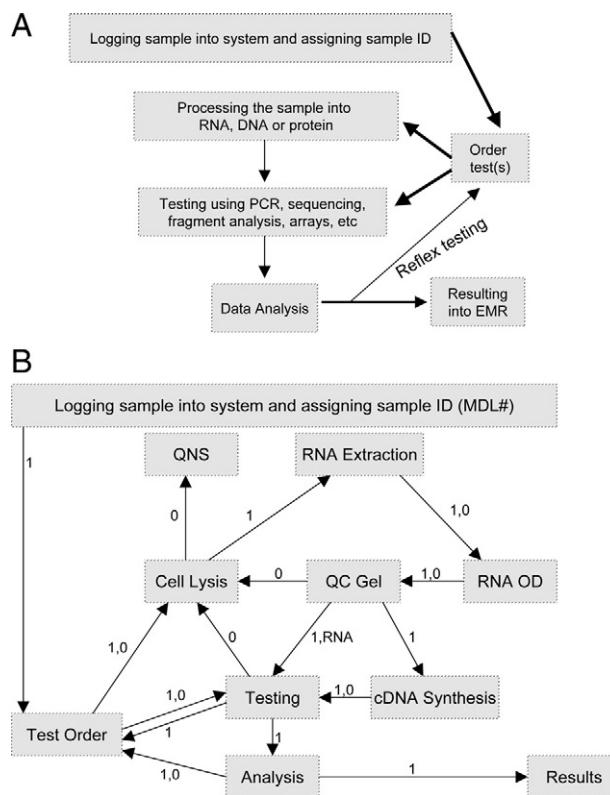 A
Logging sample into system and assigning sample ID
Processing the sample into
RNA, DNA or protein
Order
test(s)
Testing using PCR, sequencing,
fragment analysis, arrays, etc
Reflex testing
Data Analysis
Resulting
into EMR
B
Logging sample into system and assigning sample ID (MDL#)
1
QNS
RNA Extraction
0
1
1,0
Cell Lysis
0
QC Gel
1,0
RNA OD
1,0
0
1,RNA
1
Testing
1,0
cDNA Synthesis
1,0
1
Test Order
1
1,0
Analysis
1
Results